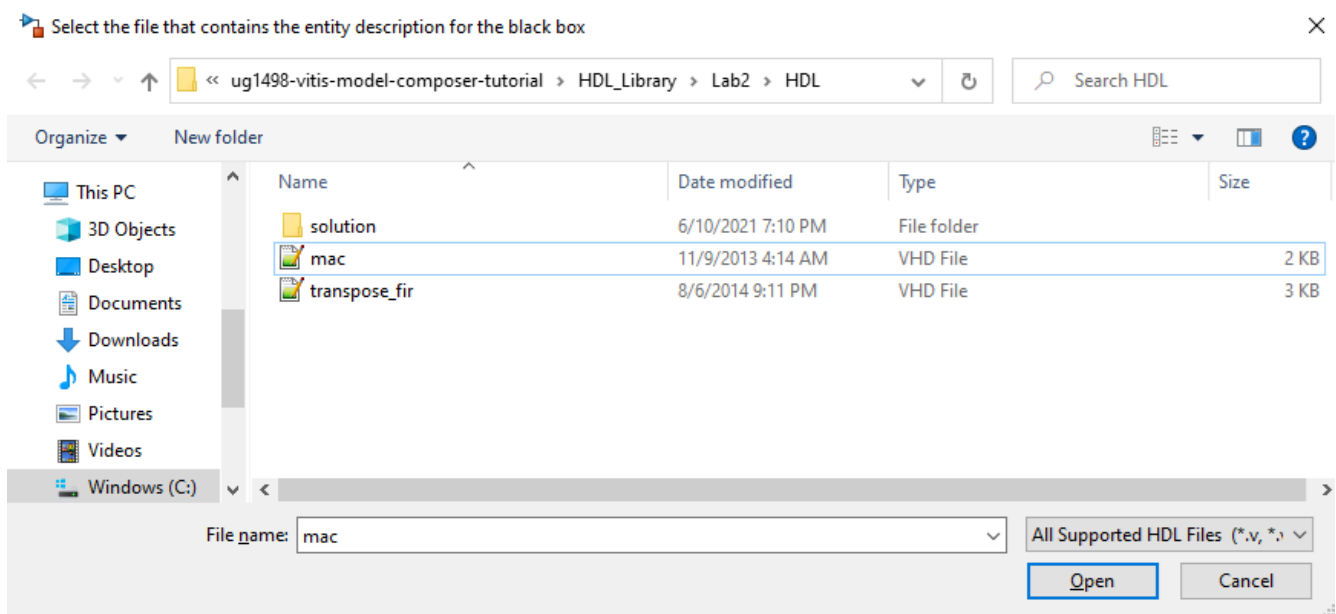 Select the file that contains the entity description for the black box
« ug1498-vitis-model-composer-tutorial > HDL_Library > Lab2 > HDL Search HDL
Organize New folder ?
This PC Name Date modified Type Size
3D Objects solution 6/10/2021 7:10 PM File folder
Desktop mac 11/9/2013 4:14 AM VHD File 2 KB
Documents transpose_fir 8/6/2014 9:11 PM VHD File 3 KB
Downloads
Music
Pictures
Videos
Windows (C:)
File name: mac All Supported HDL Files (*.v, *.v
Open Cancel